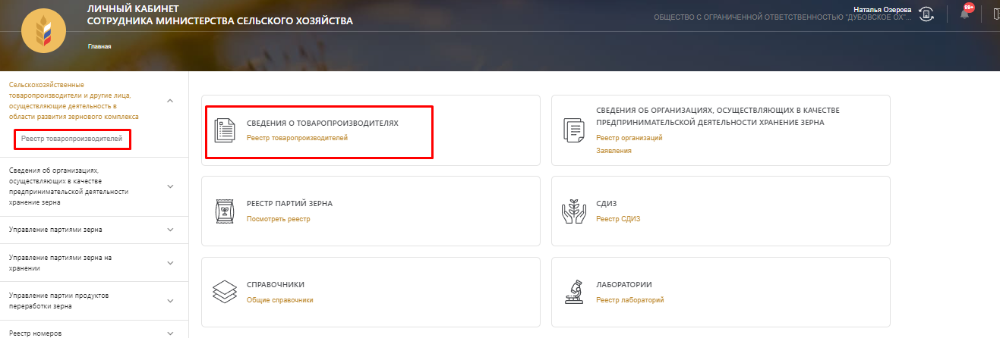 ЛИЧНЫЙ КАБИНЕТ
СОТРУДНИКА МИНИСТЕРСТВА СЕЛЬСКОГО ХОЗЯЙСТВА
Главная
Наталья Озерова
ОБЩЕСТВО С ОГРАНИЧЕННОЙ ОТВЕТСТВЕННОСТЬЮ "ДУБОВСКОЕ ОХ"...
99+
Сельскохозяйственные
товаропроизводители и другие лица,
осуществляющие деятельность в
области развития зернового комплекса
Реестр товаропроизводителей
Сведения об организациях,
осуществляющих в качестве
предпринимательской деятельности
хранение зерна
Управление партиями зерна
Управление партиями зерна на
хранении
Управление партии продуктов
переработки зерна
Реестр номеров
СВЕДЕНИЯ О ТОВАРОПРОИЗВОДИТЕЛЯХ
Реестр товаропроизводителей
СВЕДЕНИЯ ОБ ОРГАНИЗАЦИЯХ, ОСУЩЕСТВЛЯЮЩИХ В КАЧЕСТВЕ
ПРЕДПРИНИМАТЕЛЬСКОЙ ДЕЯТЕЛЬНОСТИ ХРАНЕНИЕ ЗЕРНА
Реестр организаций
Заявления
РЕЕСТР ПАРТИЙ ЗЕРНА
Посмотреть реестр
СДИЗ
Реестр СДИЗ
СПРАВОЧНИКИ
Общие справочники
ЛАБОРАТОРИИ
Реестр лабораторий